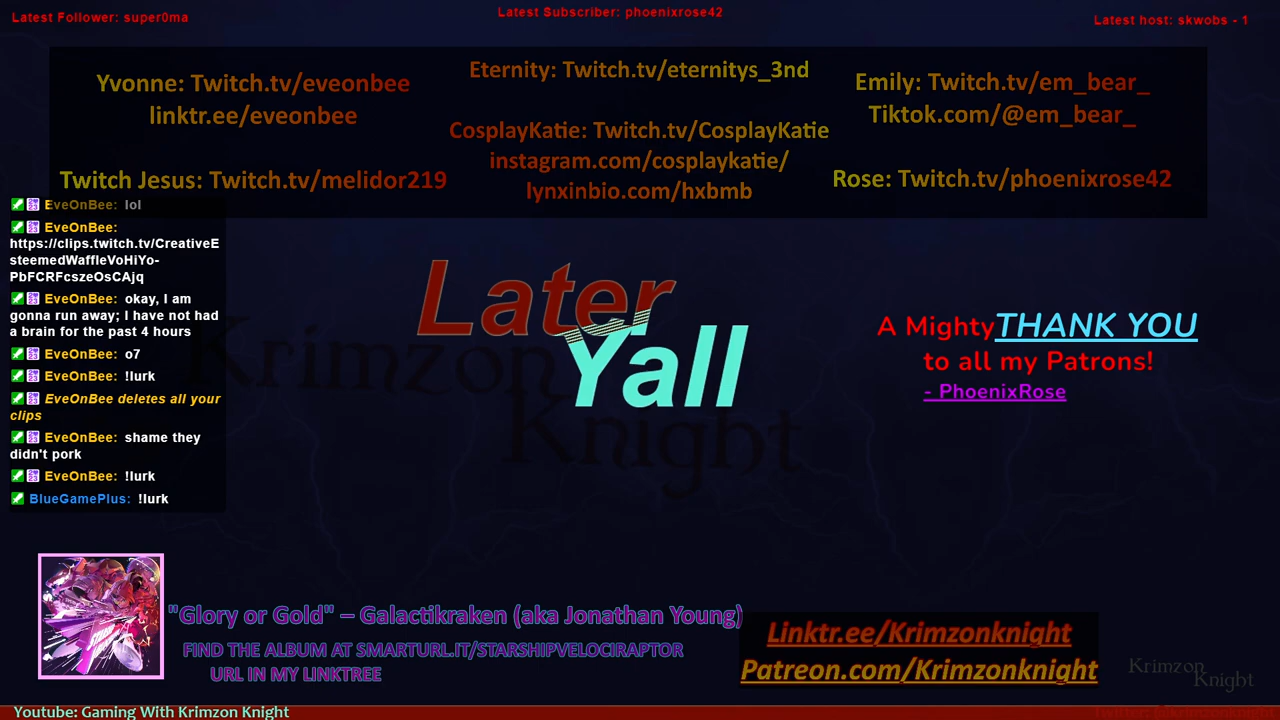 Latest Follower: super0ma
Latest Subscriber: phoenixrose42
Latest host: skwobs - 1
Yvonne: Twitch.tv/eveonbee
linktr.ee/eveonbee
Twitch Jesus: Twitch.tv/melidor219
Eternity: Twitch.tv/eternitys_3nd
CosplayKatie: Twitch.tv/CosplayKatie
instagram.com/cosplaykatie/
lynxinbio.com/hxbmb
Emily: Twitch.tv/em_bear_
Tiktok.com/@em_bear_
Rose: Twitch.tv/phoenixrose42
EveOnBee: lol
EveOnBee:
https://clips.twitch.tv/CreativeE
steemedWaffleVoHiYo-
PbFCRFcszeOsCAjq
EveOnBee: okay, I am
gonna run away; I have not had
a brain for the past 4 hours
EveOnBee: o7
EveOnBee: !lurk
EveOnBee deletes all your
clips
EveOnBee: shame they
didn't pork
EveOnBee: !lurk
BlueGamePlus: !lurk
Later
Yall
Krimzon
Knight
A Mighty THANK YOU
to all my Patrons!
- PhoenixRose
"Glory or Gold" – Galactikraken (aka Jonathan Young)
FIND THE ALBUM AT SMARTURL.IT/STARSHIPVELOCIRAPTOR
URL IN MY LINKTREE
Linktr.ee/Krimzonknight
Patreon.com/Krimzonknight
Krimzon
Knight
Youtube: Gaming With Krimzon Knight